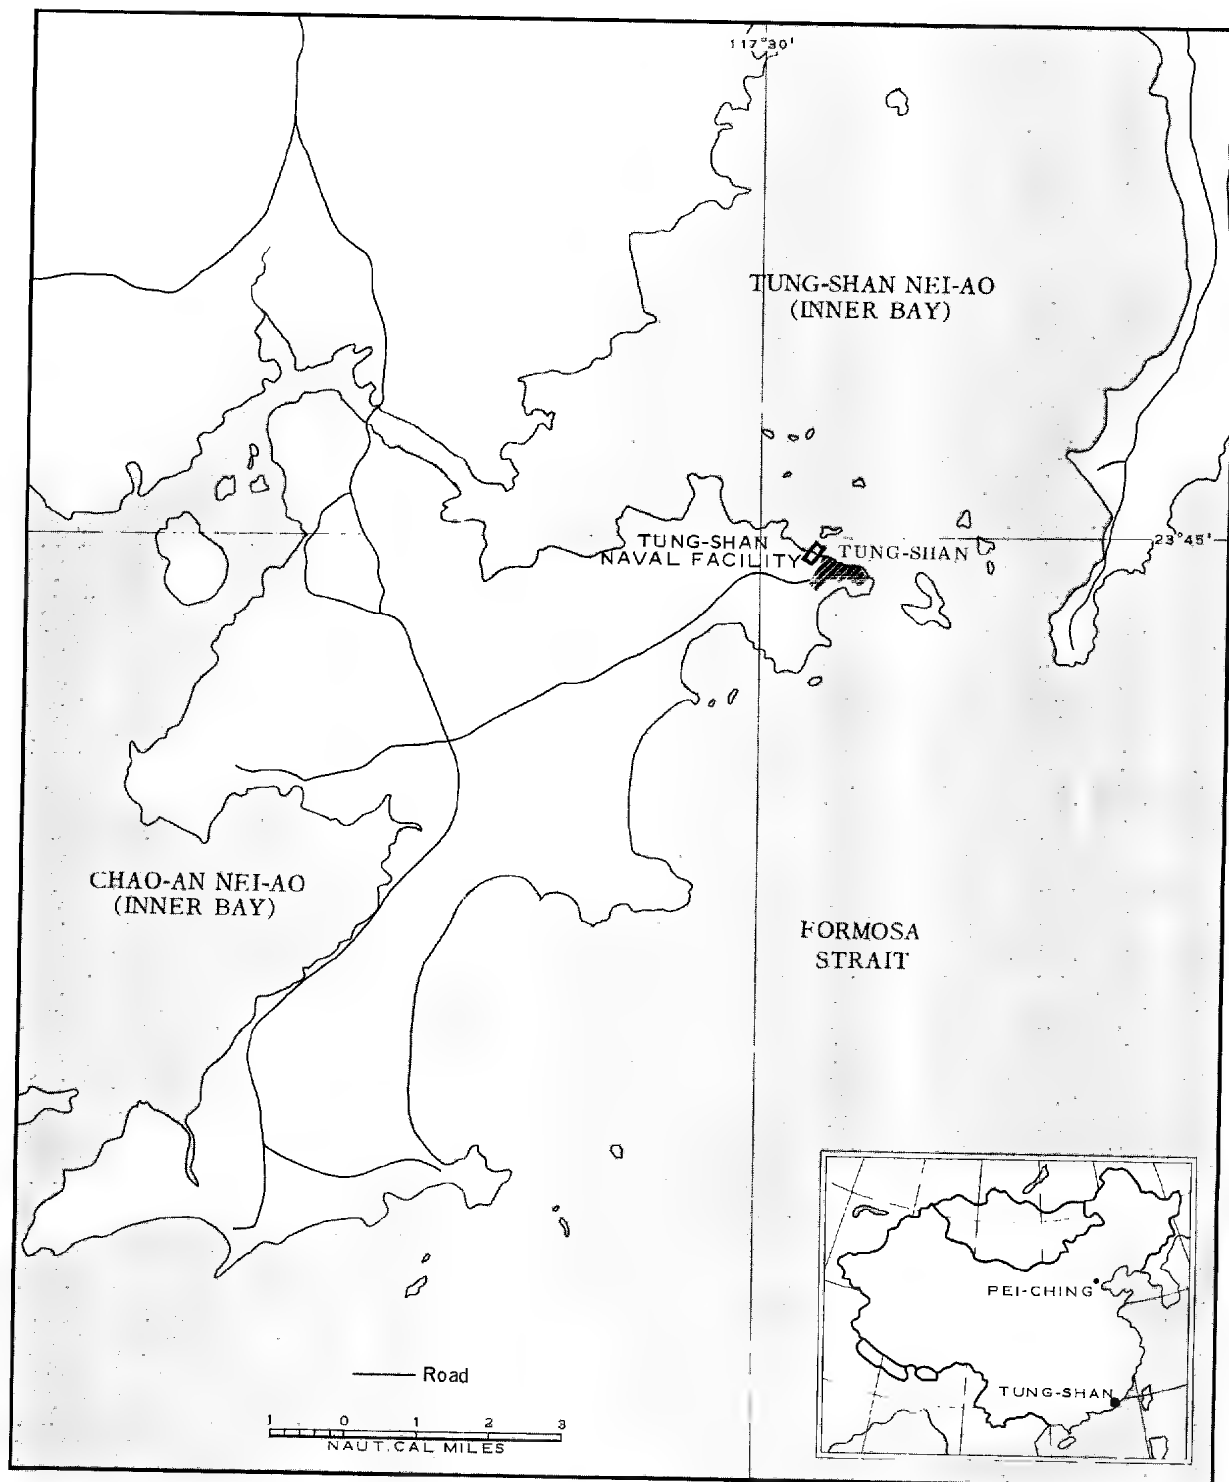 117°30'
TUNG-SHAN NEI-AO
(INNER BAY)
TUNG-SHAN
NAVAL FACILITY
TUNG-SHAN
23°45'
CHAO-AN NEI-AO
(INNER BAY)
FORMOSA
STRAIT
PEI-CHING
TUNG-SHAN
Road
1 0 1 2 3
NAUT.CAL MILES